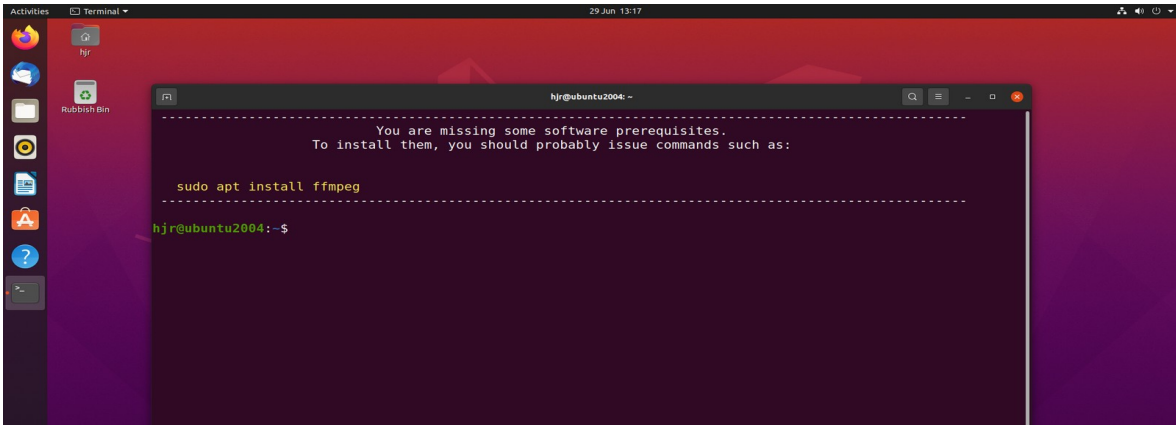 Activities Terminal 29 Jun 13:17
hjr
Rubbish Bin
hjr@ubuntu2004: ~
----------------------------------------------------------------------------------------------------
You are missing some software prerequisites.
To install them, you should probably issue commands such as:
sudo apt install ffmpeg
----------------------------------------------------------------------------------------------------
hjr@ubuntu2004:~$